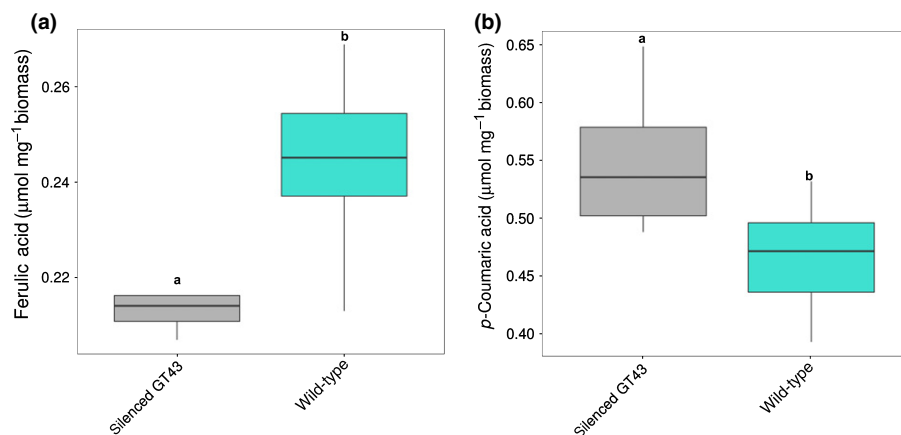 (a)
Ferulic acid (µmol mg⁻¹ biomass)
0.26
0.24
0.22
a
b
Silenced GT43
Wild-type
(b)
p-Coumaric acid (µmol mg⁻¹ biomass)
0.65
0.60
0.55
0.50
0.45
0.40
a
b
Silenced GT43
Wild-type